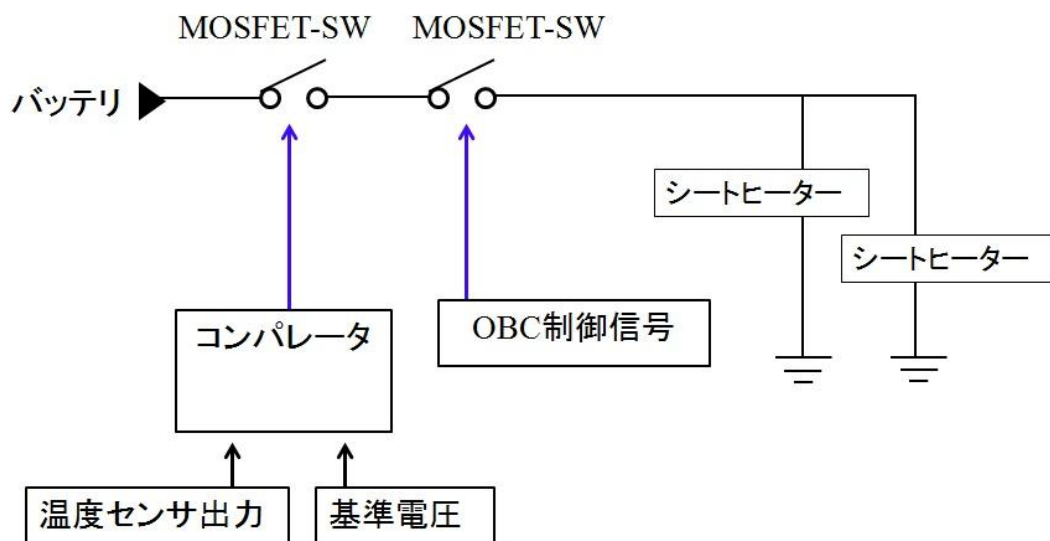 MOSFET-SW MOSFET-SW
バッテリ
シートヒーター
シートヒーター
コンパレータ
OBC制御信号
温度センサ出力
基準電圧